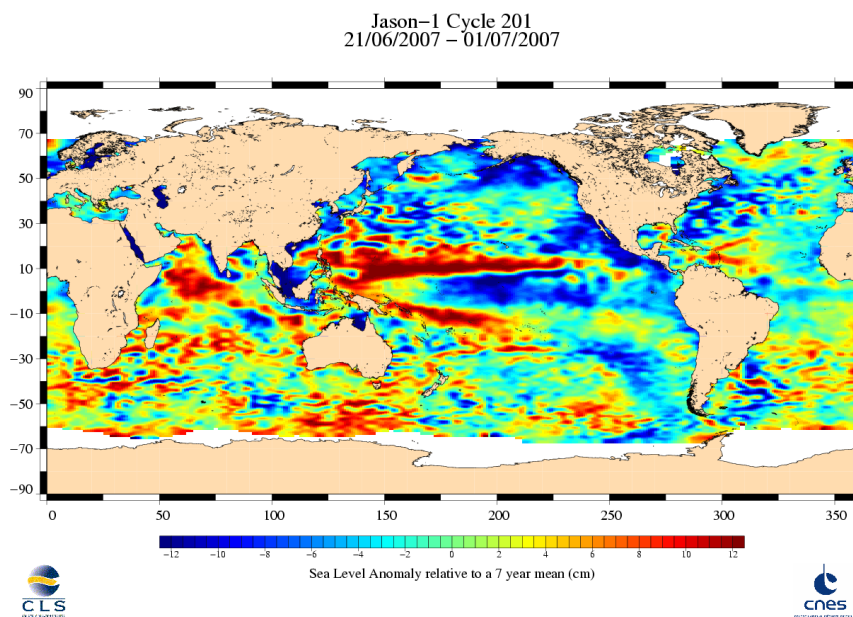 Jason-1 Cycle 201
21/06/2007 - 01/07/2007
90
70
50
30
10
-10
-30
-50
-70
-90
0 50 100 150 200 250 300 350
-12 -10 -8 -6 -4 -2 0 2 4 6 8 10 12
Sea Level Anomaly relative to a 7 year mean (cm)
CLS
cnes